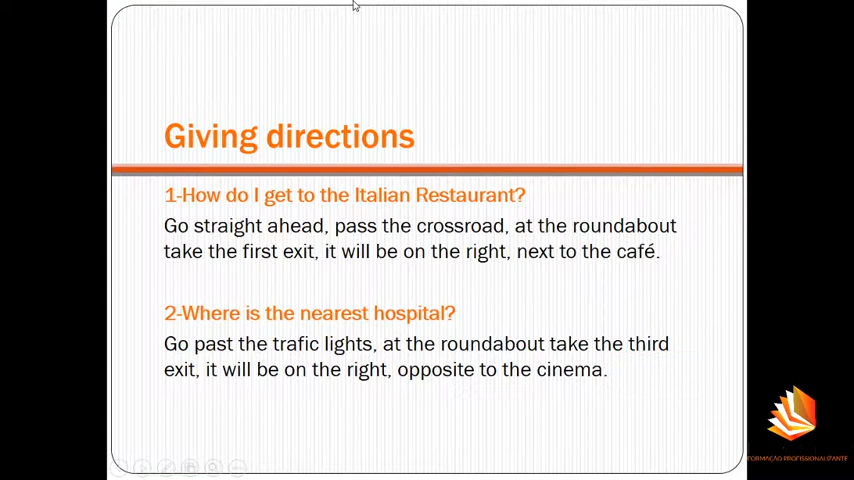 Giving directions
1-How do I get to the Italian Restaurant?
Go straight ahead, pass the crossroad, at the roundabout
take the first exit, it will be on the right, next to the café.
2-Where is the nearest hospital?
Go past the trafic lights, at the roundabout take the third
exit, it will be on the right, opposite to the cinema.
FORMAÇÃO PROFISSIONALIZANTE